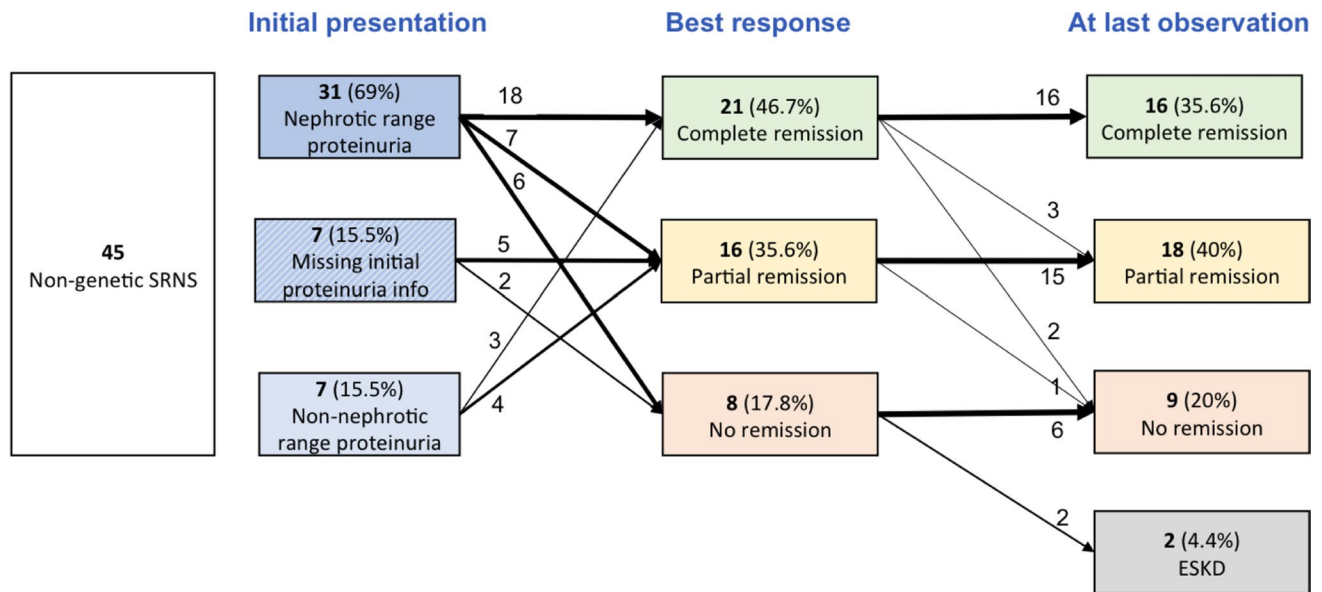 Initial presentation
Best response
At last observation
45
Non-genetic SRNS
31 (69%)
Nephrotic range
proteinuria
7 (15.5%)
Missing initial
proteinuria info
7 (15.5%)
Non-nephrotic
range proteinuria
18
7
6
5
2
3
4
21 (46.7%)
Complete remission
16 (35.6%)
Partial remission
8 (17.8%)
No remission
16
3
15
2
1
6
2
16 (35.6%)
Complete remission
18 (40%)
Partial remission
9 (20%)
No remission
2 (4.4%)
ESKD